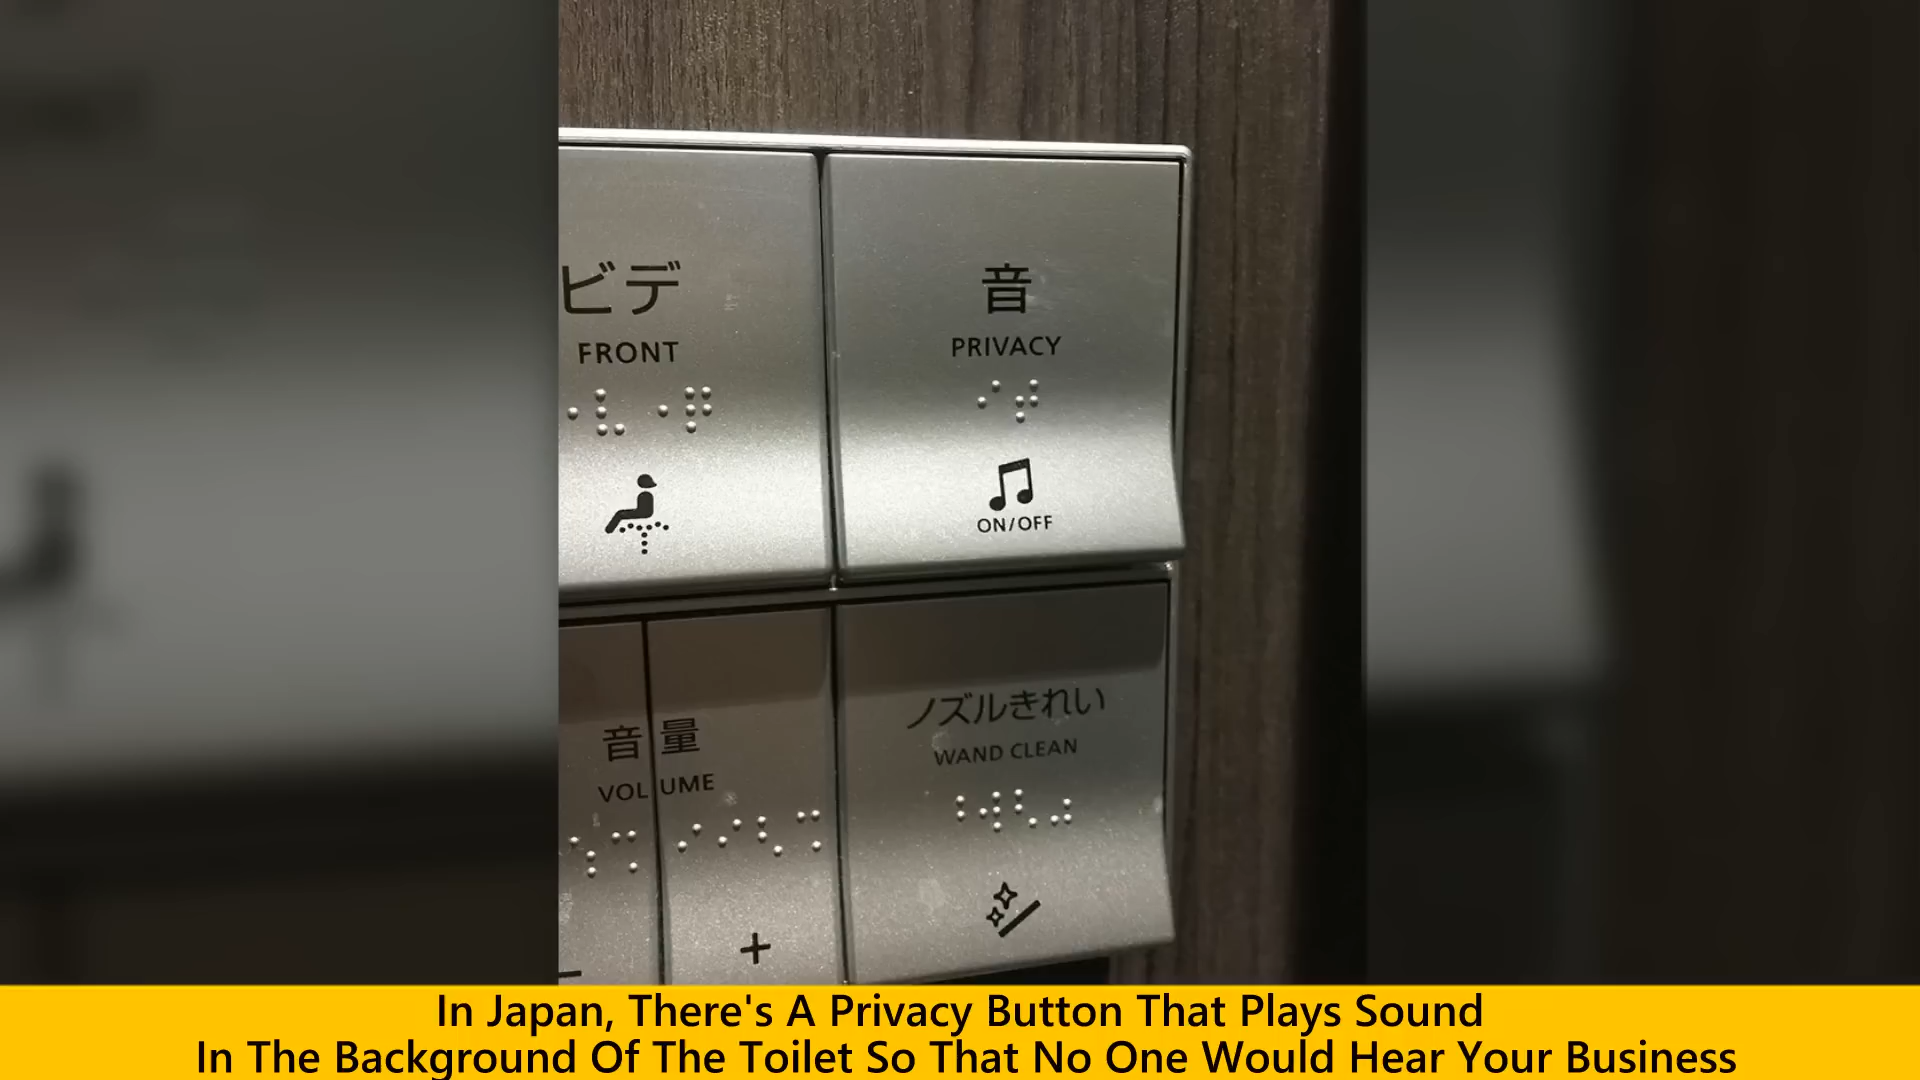 ビデ
FRONT
音
PRIVACY
ON/OFF
音量
VOLUME
+
ノズルきれい
WAND CLEAN
In Japan, There's A Privacy Button That Plays Sound
In The Background Of The Toilet So That No One Would Hear Your Business